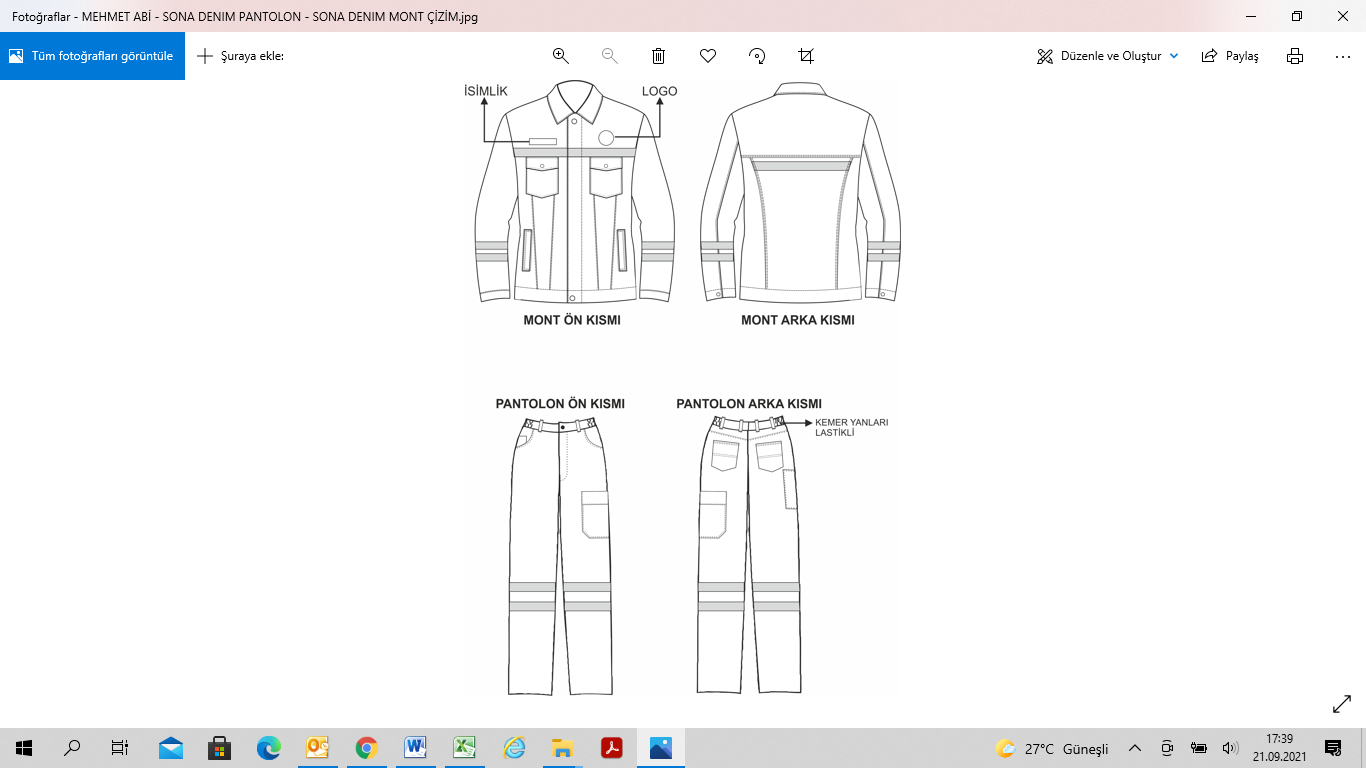 Fotoğraflar - MEHMET ABİ - SONA DENIM PANTOLON - SONA DENIM MONT ÇİZİM.jpg
Tüm fotoğrafları görüntüle
Şuraya ekle:
Düzenle ve Oluştur
Paylaş
İSİMLİK
LOGO
MONT ÖN KISMI
MONT ARKA KISMI
PANTOLON ÖN KISMI
PANTOLON ARKA KISMI
KEMER YANLARI
LASTİKLİ
27°C Güneşli
17:39
21.09.2021